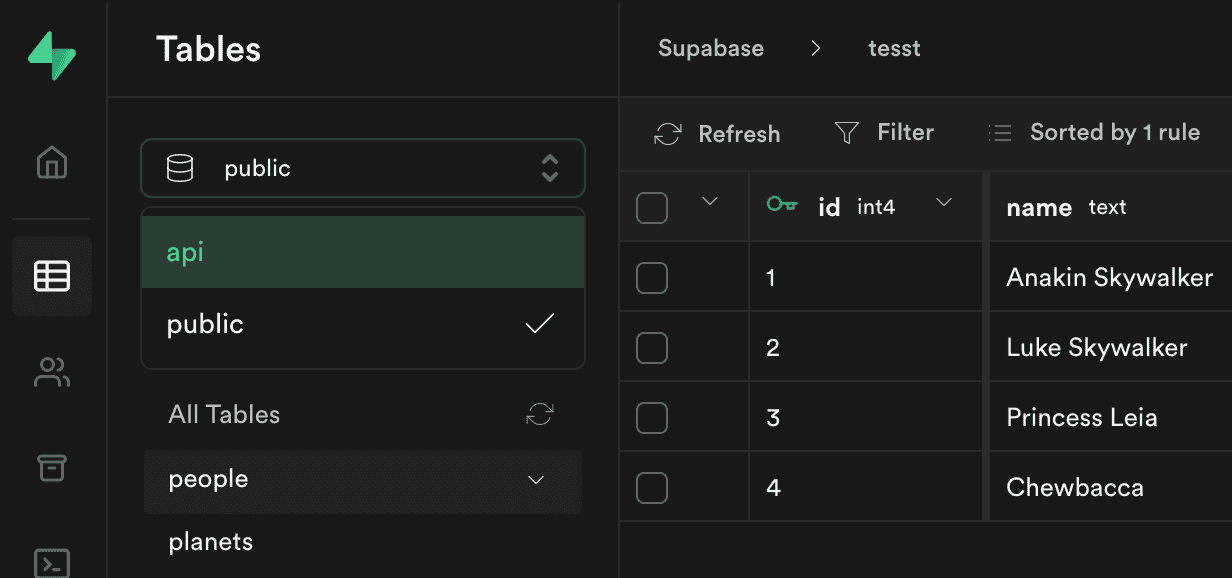 Tables
public
api
public
All Tables
people
planets
Supabase > tesst
Refresh Filter Sorted by 1 rule
id int4 name text
1 Anakin Skywalker
2 Luke Skywalker
3 Princess Leia
4 Chewbacca